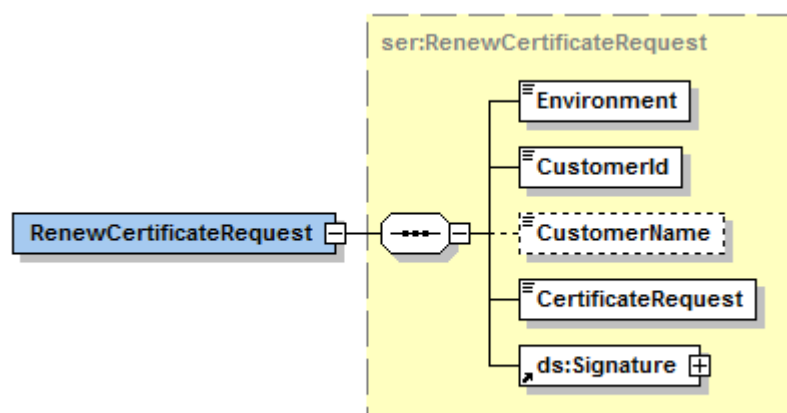 ser:RenewCertificateRequest
Environment
CustomerId
RenewCertificateRequest
CustomerName
CertificateRequest
ds:Signature